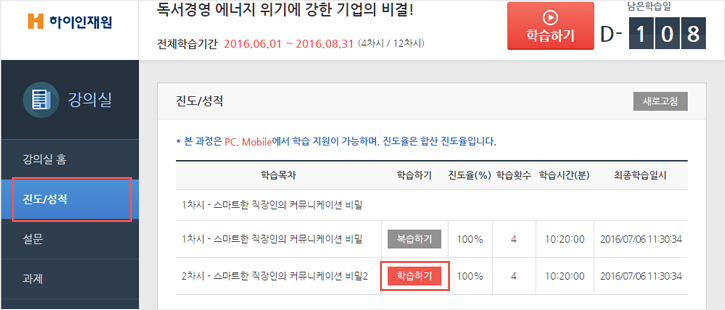 하이인재원
독서경영 에너지 위기에 강한 기업의 비결!
전체학습기간 2016.06.01 ~ 2016.08.31 (4차시 / 12차시)
학습하기
남은학습일
D- 1 0 8
강의실
강의실 홈
진도/성적
설문
과제
진도/성적
새로고침
* 본 과정은 PC, Mobile에서 학습 지원이 가능하며, 진도율은 합산 진도율입니다.
학습목차 학습하기 진도율(%) 학습횟수 학습시간(분) 최종학습일시
1차시 - 스마트한 직장인의 커뮤니케이션 비밀
1차시 - 스마트한 직장인의 커뮤니케이션 비밀 복습하기 100% 4 10:20:00 2016/07/06 11:30:34
2차시 - 스마트한 직장인의 커뮤니케이션 비밀2 학습하기 100% 4 10:20:00 2016/07/06 11:30:34